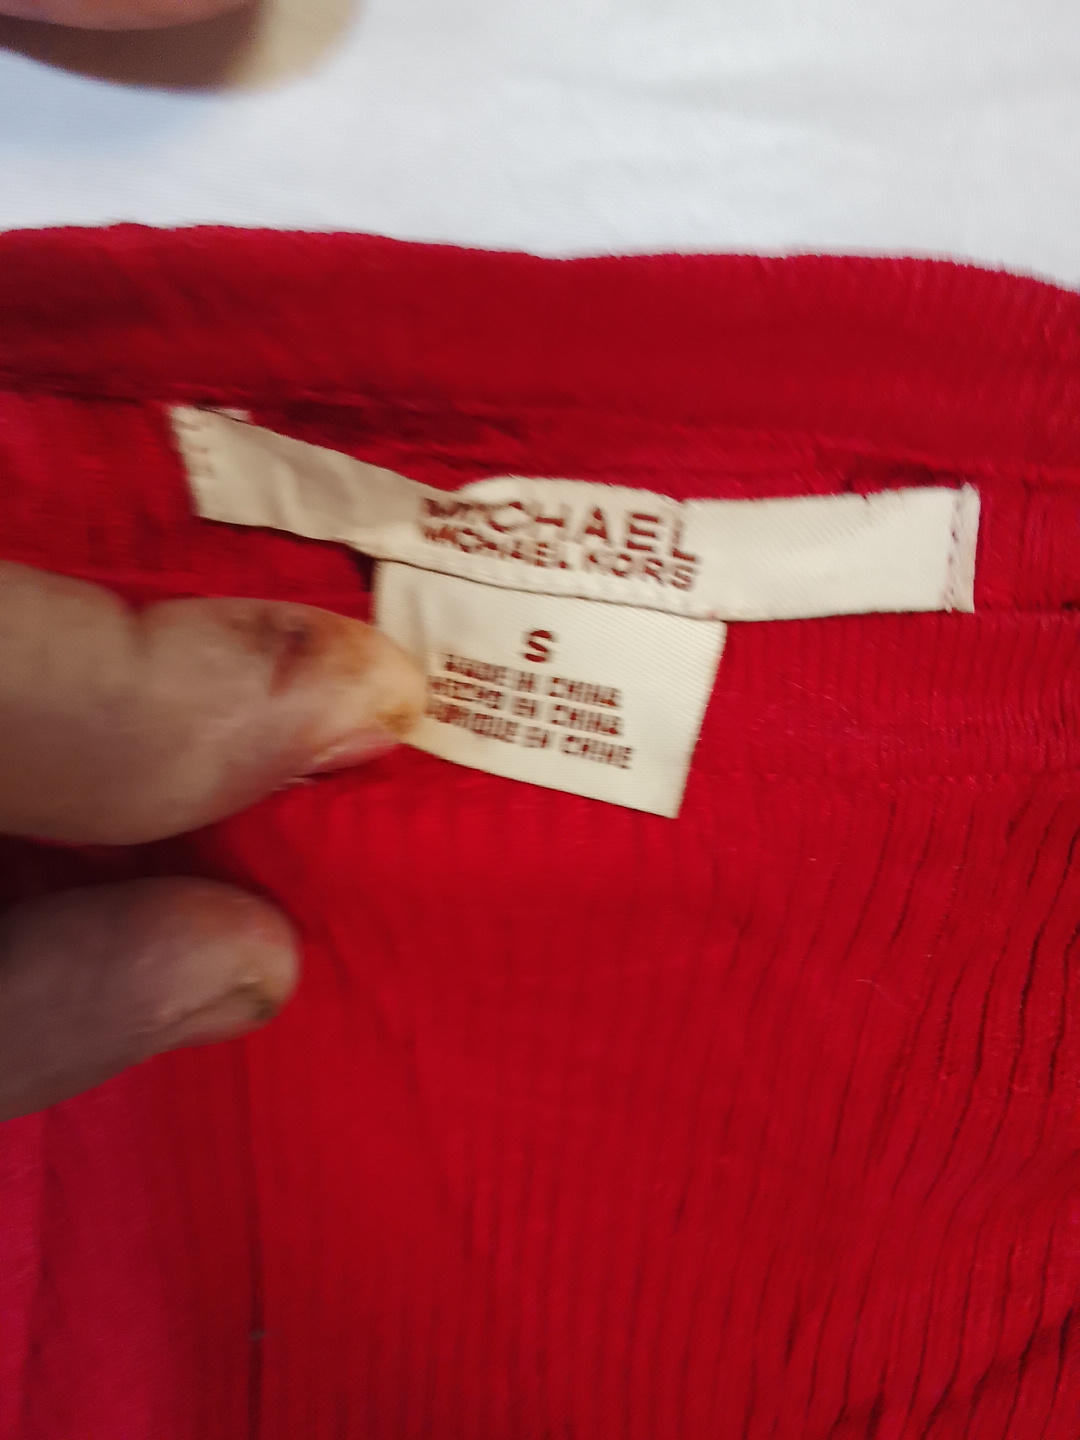 MICHAEL
MICHAEL KORS
S
MADE IN CHINA
HECHO EN CHINA
FABRIQUE EN CHINE